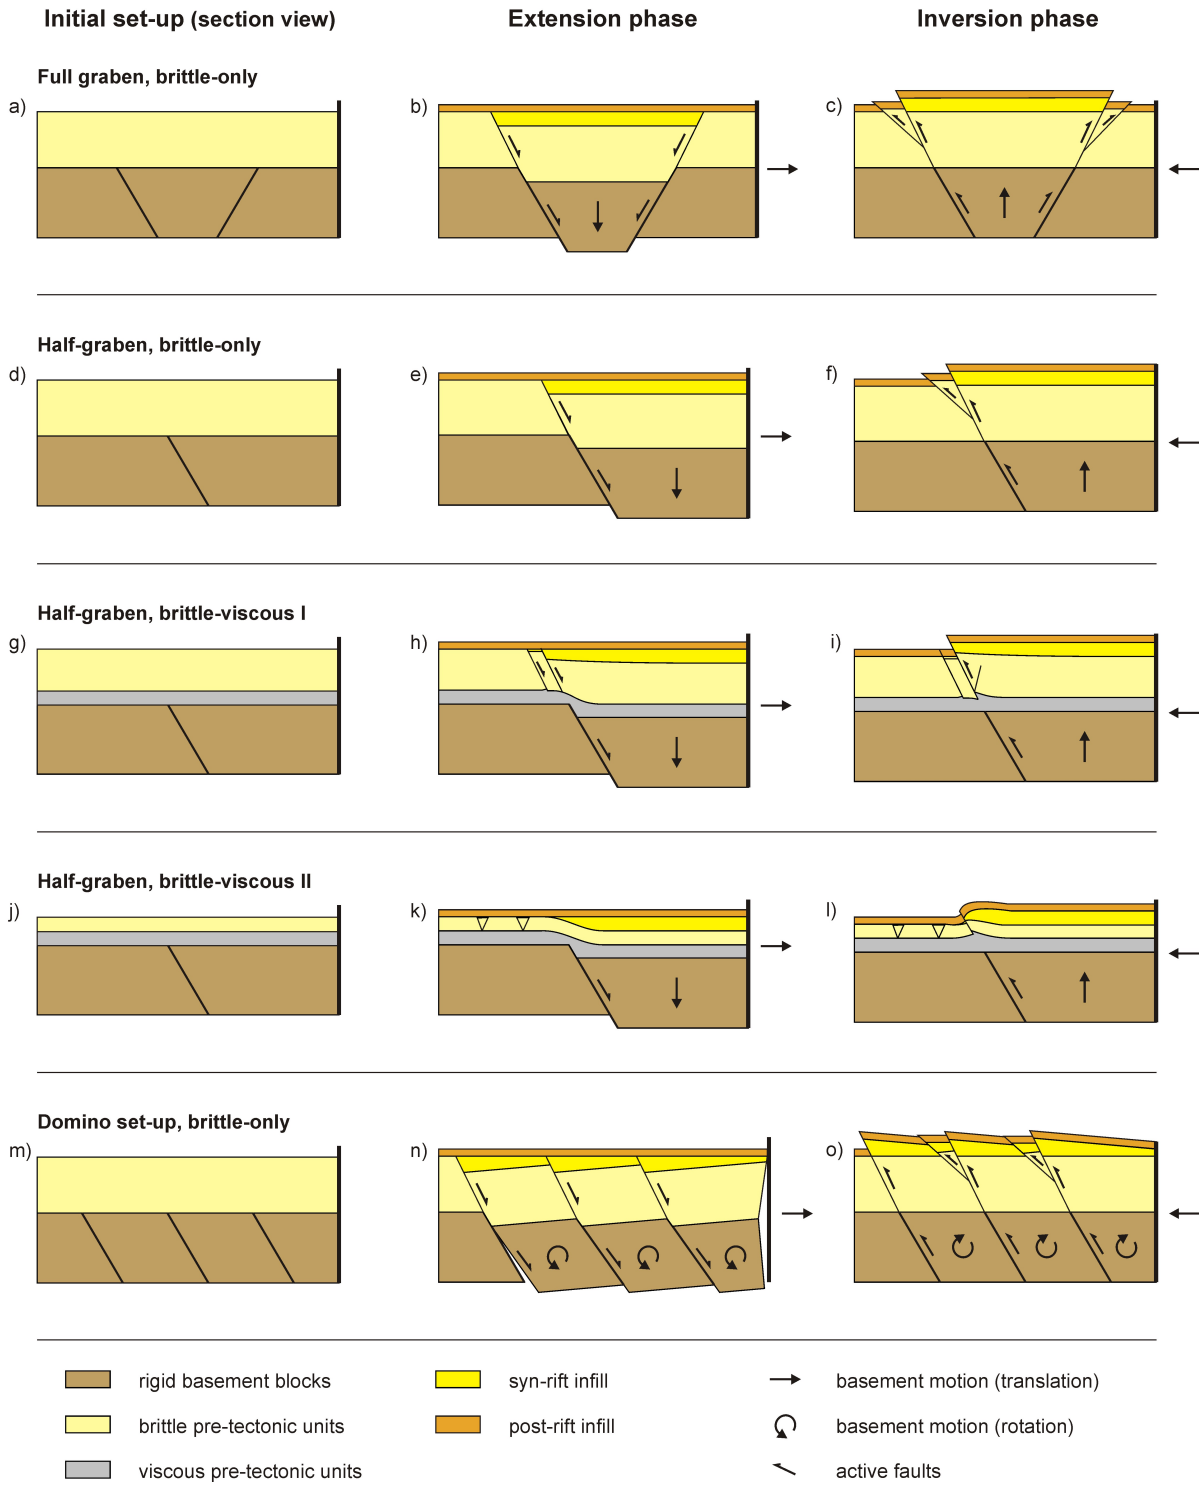 Initial set-up (section view) Extension phase Inversion phase
Full graben, brittle-only
a) b) c)
Half-graben, brittle-only
d) e) f)
Half-graben, brittle-viscous I
g) h) i)
Half-graben, brittle-viscous II
j) k) l)
Domino set-up, brittle-only
m) n) o)
rigid basement blocks syn-rift infill basement motion (translation)
brittle pre-tectonic units post-rift infill basement motion (rotation)
viscous pre-tectonic units active faults